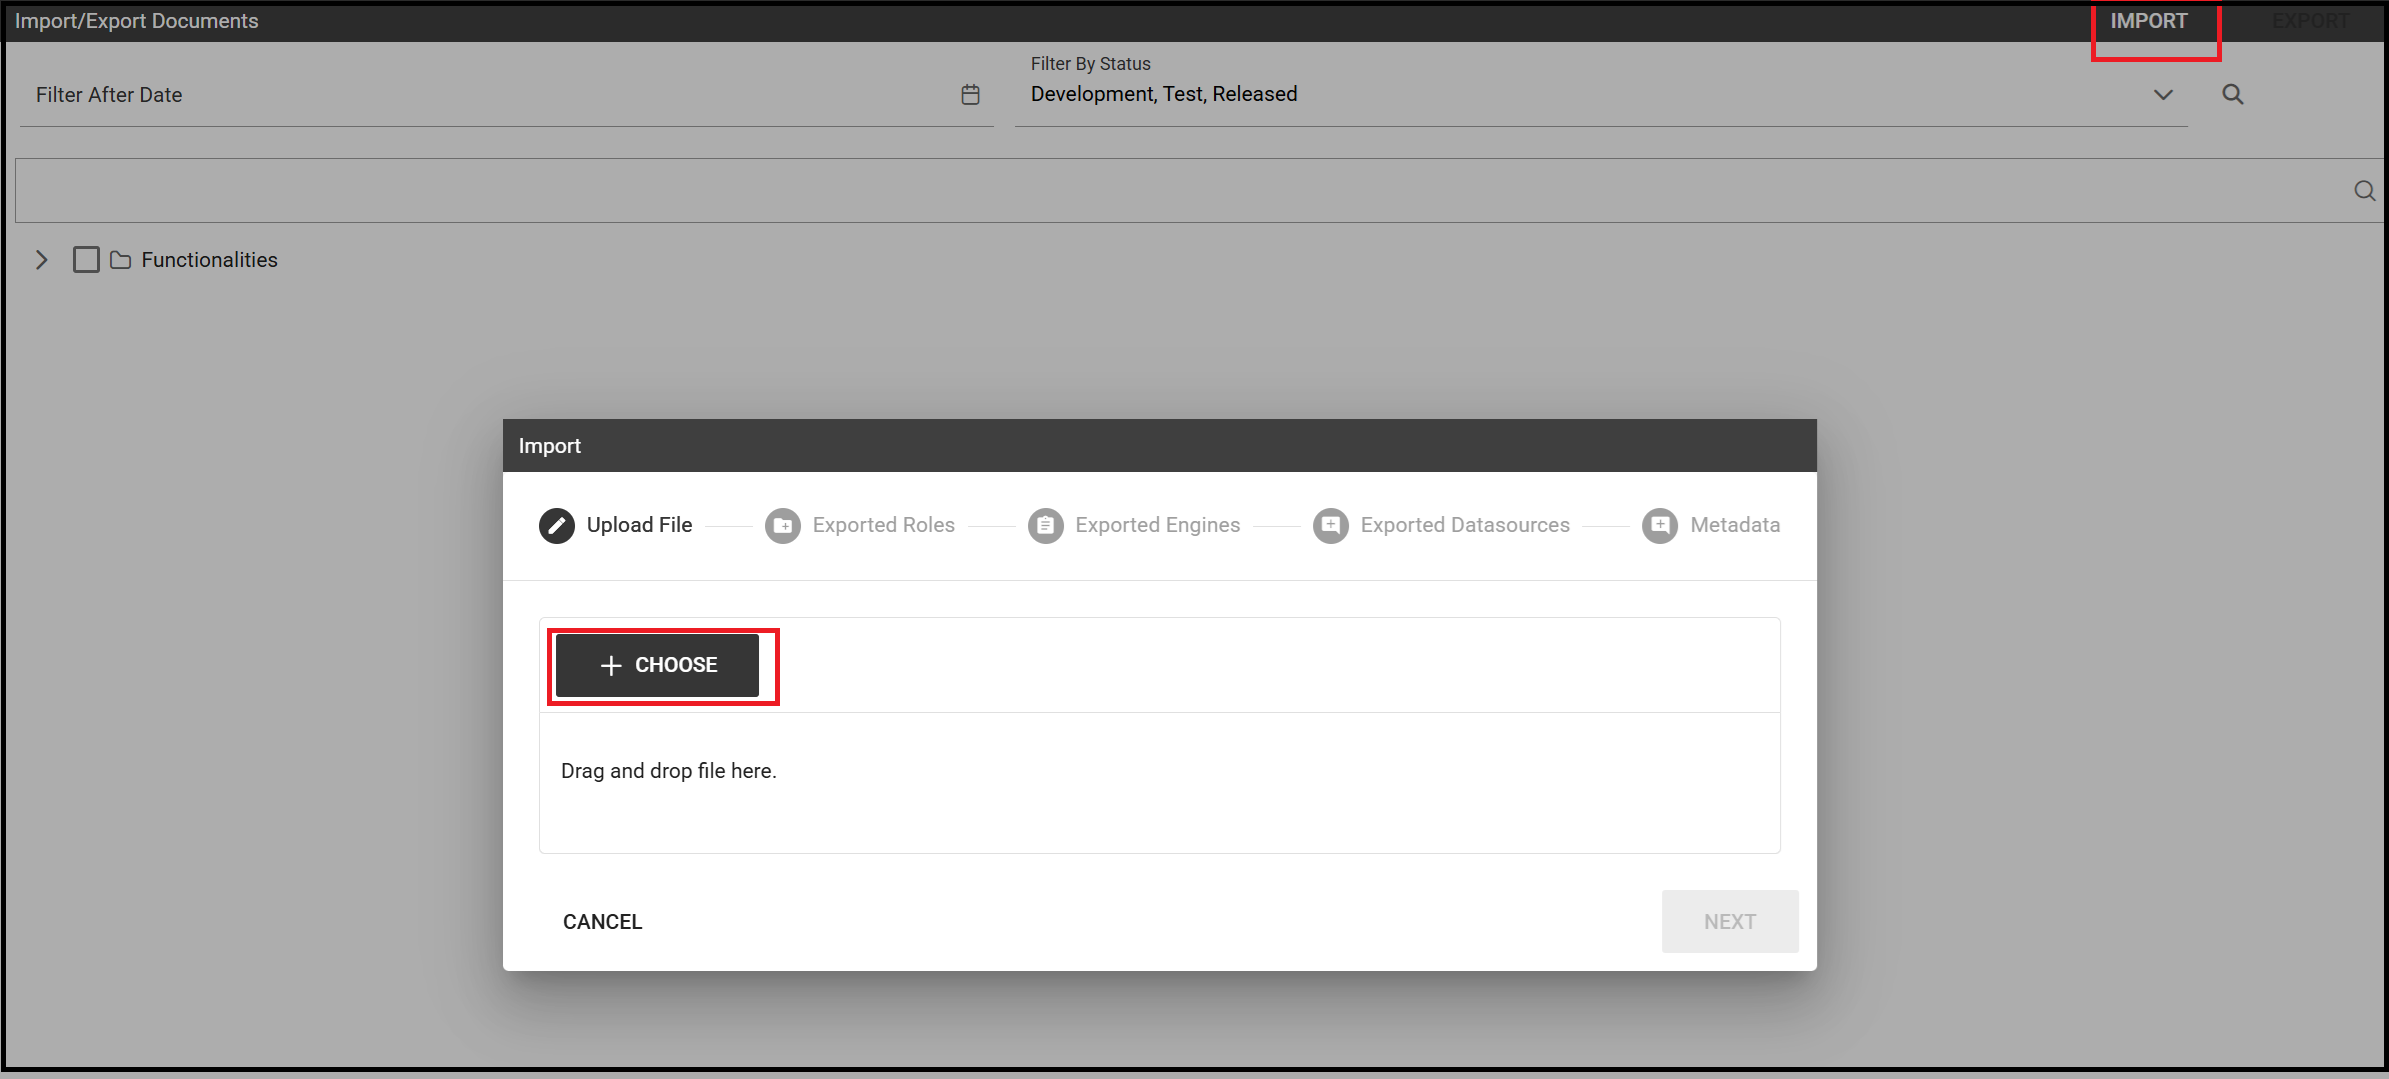 Import/Export Documents
IMPORT
EXPORT
Filter After Date
Filter By Status
Development, Test, Released
Functionalities
Import
Upload File
Exported Roles
Exported Engines
Exported Datasources
Metadata
CHOOSE
Drag and drop file here.
CANCEL
NEXT